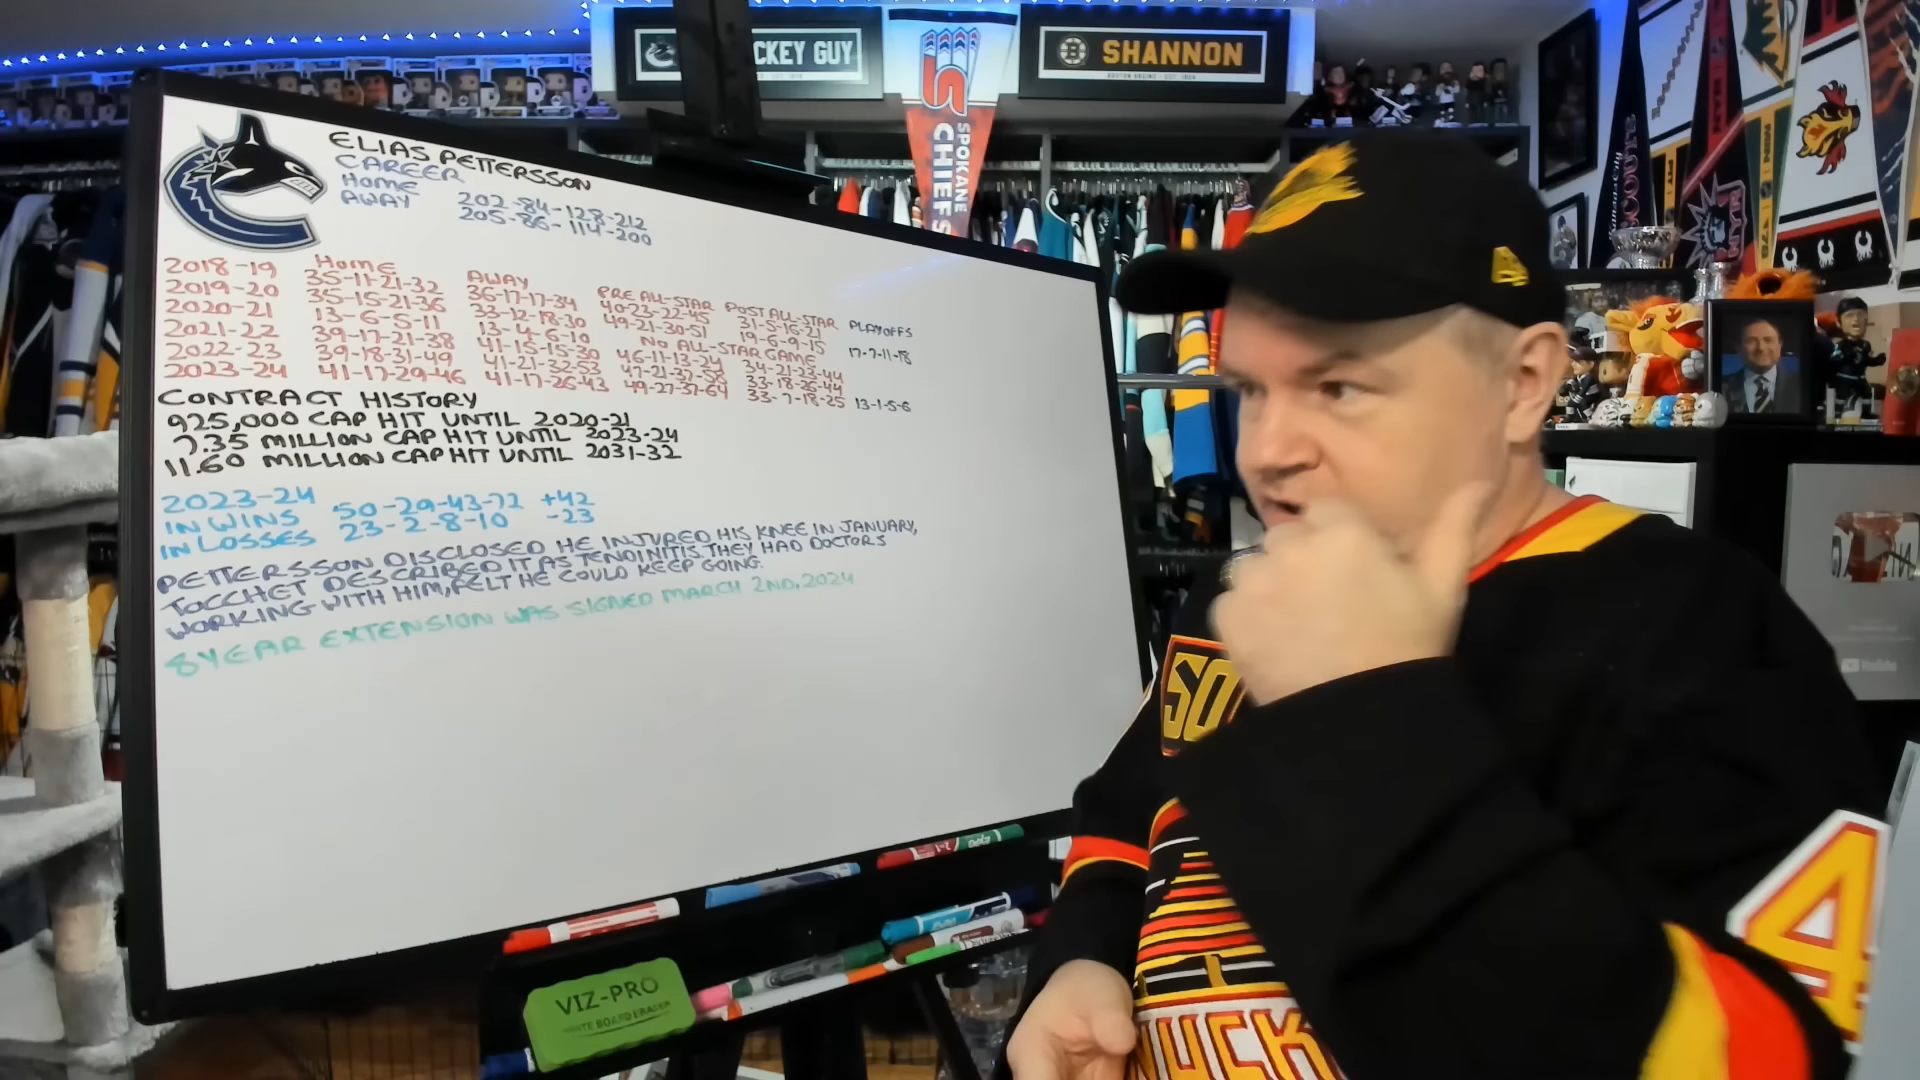 CKEY GUY
SHANNON
SPOKANE
CHIEFS
ELIAS PETTERSSON
CAREER
HOME 202-84-128-212
AWAY 205-86-114-200
HOME AWAY PRE ALL-STAR POST ALL-STAR PLAYOFFS
2018-19 35-11-21-32 36-17-17-34 40-23-22-45 31-5-16-21
2019-20 35-15-21-36 33-12-18-30 49-21-30-51 19-6-9-15 17-7-11-18
2020-21 13-6-5-11 13-4-6-10 NO ALL-STAR GAME
2021-22 39-17-21-38 41-15-15-30 46-11-13-24 34-21-23-44
2022-23 39-18-31-49 41-21-32-53 33-18-26-44
2023-24 41-17-29-46 41-17-26-43 49-27-37-64 33-7-18-25 13-1-5-6
CONTRACT HISTORY
925,000 CAP HIT UNTIL 2020-21
7.35 MILLION CAP HIT UNTIL 2023-24
11.60 MILLION CAP HIT UNTIL 2031-32
2023-24
IN WINS 50-29-43-72 +42
IN LOSSES 23-2-8-10 -23
PETTERSSON DISCLOSED HE INJURED HIS KNEE IN JANUARY,
TOCCHET DESCRIBED IT AS TENDINITIS. THEY HAD DOCTORS
WORKING WITH HIM, FELT HE COULD KEEP GOING.
8 YEAR EXTENSION WAS SIGNED MARCH 2ND, 2024
VIZ-PRO
WHITE BOARD ERASER
50
NUCK
4
YouTube
NYR